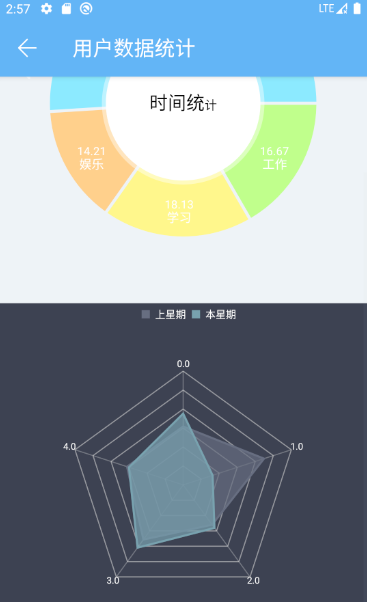 2:57
LTE
用户数据统计
时间统计
14.21
娱乐
16.67
工作
18.13
学习
上星期 本星期
0.0
4.0
1.0
3.0
2.0